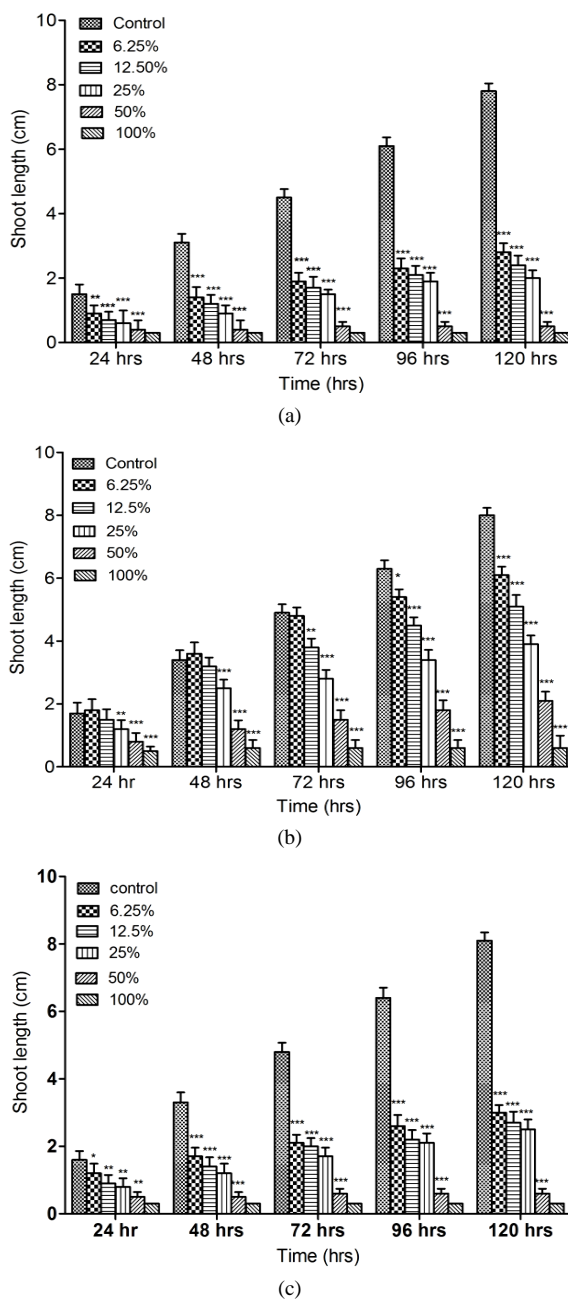 Control
6.25%
12.50%
25%
50%
100%
Shoot length (cm)
10
8
6
4
2
0
** *** *** ***
*** *** *** ***
*** *** *** ***
*** *** *** ***
*** *** *** ***
24 hrs 48 hrs 72 hrs 96 hrs 120 hrs
Time (hrs)
(a)
Control
6.25%
12.5%
25%
50%
100%
Shoot length (cm)
10
8
6
4
2
0
** *** ***
*** *** ***
** *** *** ***
* *** *** *** ***
*** *** *** *** ***
24 hr 48 hrs 72 hrs 96 hrs 120 hrs
Time (hrs)
(b)
control
6.25%
12.5%
25%
50%
100%
Shoot length (cm)
10
8
6
4
2
0
* ** ** **
*** *** *** ***
*** *** *** ***
*** *** *** ***
*** *** *** ***
24 hr 48 hrs 72 hrs 96 hrs 120 hrs
Time (hrs)
(c)